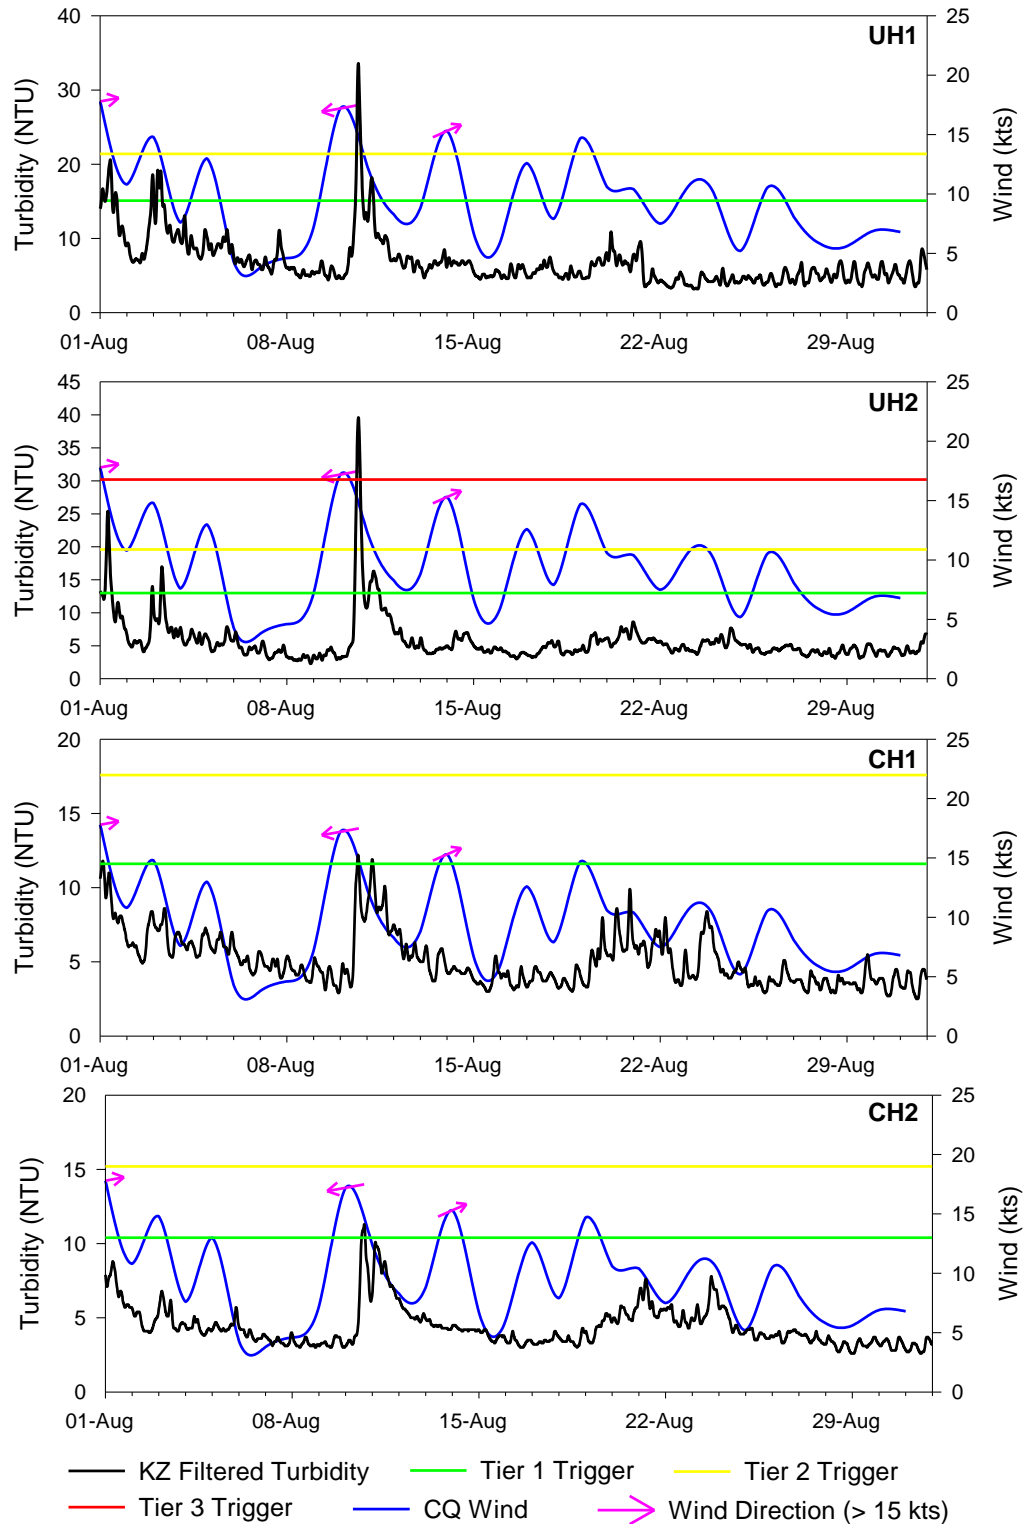 UH1
Turbidity (NTU)
Wind (kts)
40
30
20
10
0
25
20
15
10
5
0
01-Aug 08-Aug 15-Aug 22-Aug 29-Aug
UH2
Turbidity (NTU)
Wind (kts)
45
40
35
30
25
20
15
10
5
0
25
20
15
10
5
0
01-Aug 08-Aug 15-Aug 22-Aug 29-Aug
CH1
Turbidity (NTU)
Wind (kts)
20
15
10
5
0
25
20
15
10
5
0
01-Aug 08-Aug 15-Aug 22-Aug 29-Aug
CH2
Turbidity (NTU)
Wind (kts)
20
15
10
5
0
25
20
15
10
5
0
01-Aug 08-Aug 15-Aug 22-Aug 29-Aug
KZ Filtered Turbidity Tier 1 Trigger Tier 2 Trigger
Tier 3 Trigger CQ Wind Wind Direction (> 15 kts)